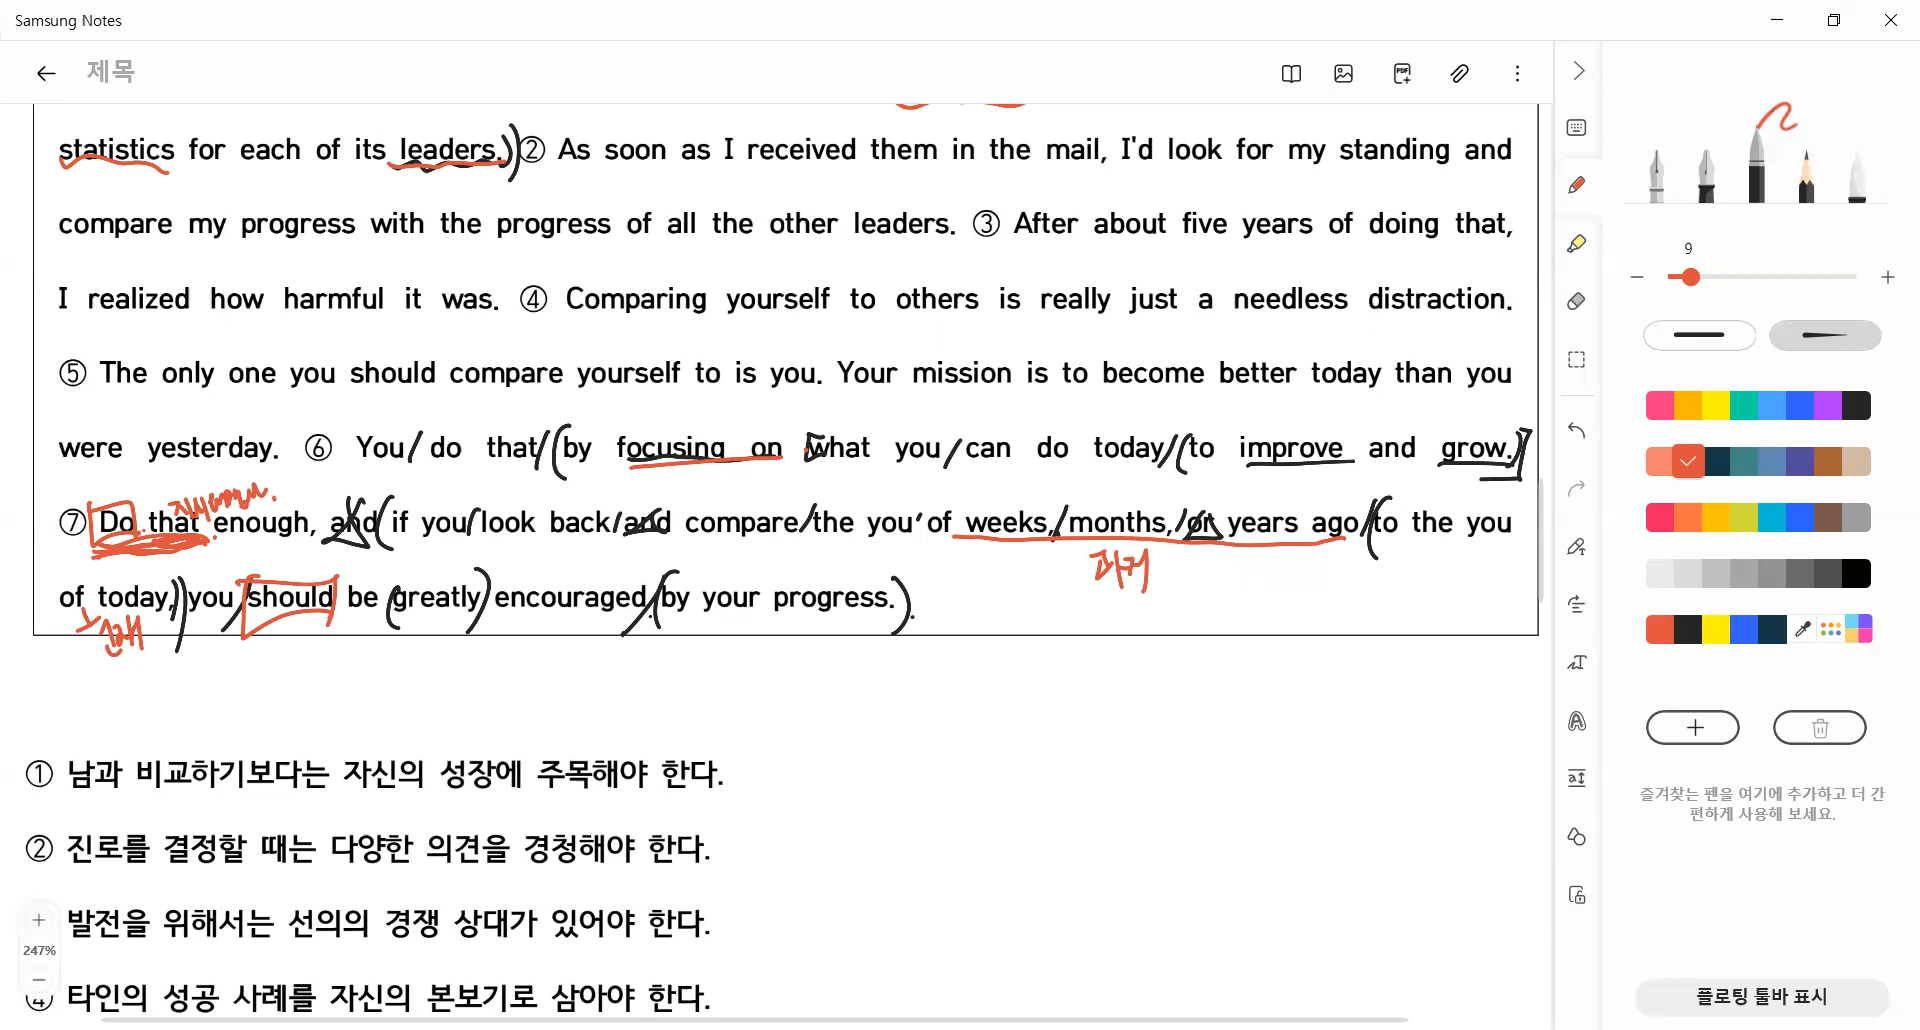 Samsung Notes
제목
statistics for each of its leaders. ② As soon as I received them in the mail, I'd look for my standing and
compare my progress with the progress of all the other leaders. ③ After about five years of doing that,
I realized how harmful it was. ④ Comparing yourself to others is really just a needless distraction.
⑤ The only one you should compare yourself to is you. Your mission is to become better today than you
were yesterday. ⑥ You do that by focusing on what you can do today to improve and grow.
⑦ Do that enough, and if you look back and compare the you of weeks, months, or years ago to the you
과거
of today, you should be greatly encouraged by your progress.
현재
① 남과 비교하기보다는 자신의 성장에 주목해야 한다.
② 진로를 결정할 때는 다양한 의견을 경청해야 한다.
발전을 위해서는 선의의 경쟁 상대가 있어야 한다.
④ 타인의 성공 사례를 자신의 본보기로 삼아야 한다.
247%
PDF
9
즐겨찾는 펜을 여기에 추가하고 더 간
편하게 사용해 보세요.
플로팅 툴바 표시